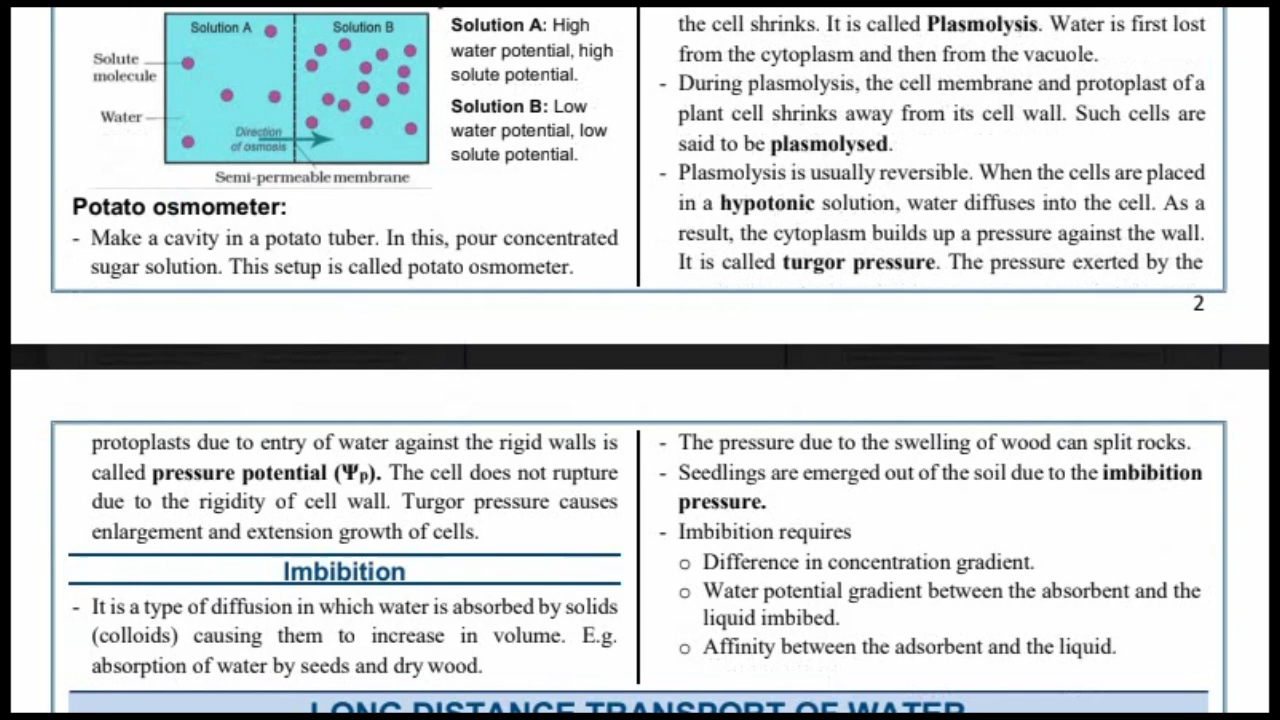 Solution A
Solution B
Solute
molecule
Water
Direction
of osmosis
Semi-permeable membrane
Solution A: High
water potential, high
solute potential.
Solution B: Low
water potential, low
solute potential.
Potato osmometer:
- Make a cavity in a potato tuber. In this, pour concentrated
sugar solution. This setup is called potato osmometer.
the cell shrinks. It is called Plasmolysis. Water is first lost
from the cytoplasm and then from the vacuole.
- During plasmolysis, the cell membrane and protoplast of a
plant cell shrinks away from its cell wall. Such cells are
said to be plasmolysed.
- Plasmolysis is usually reversible. When the cells are placed
in a hypotonic solution, water diffuses into the cell. As a
result, the cytoplasm builds up a pressure against the wall.
It is called turgor pressure. The pressure exerted by the
2
protoplasts due to entry of water against the rigid walls is
called pressure potential (Ψp). The cell does not rupture
due to the rigidity of cell wall. Turgor pressure causes
enlargement and extension growth of cells.
Imbibition
- It is a type of diffusion in which water is absorbed by solids
(colloids) causing them to increase in volume. E.g.
absorption of water by seeds and dry wood.
- The pressure due to the swelling of wood can split rocks.
- Seedlings are emerged out of the soil due to the imbibition
pressure.
- Imbibition requires
o Difference in concentration gradient.
o Water potential gradient between the absorbent and the
liquid imbibed.
o Affinity between the adsorbent and the liquid.
LONG DISTANCE TRANSPORT OF WATER